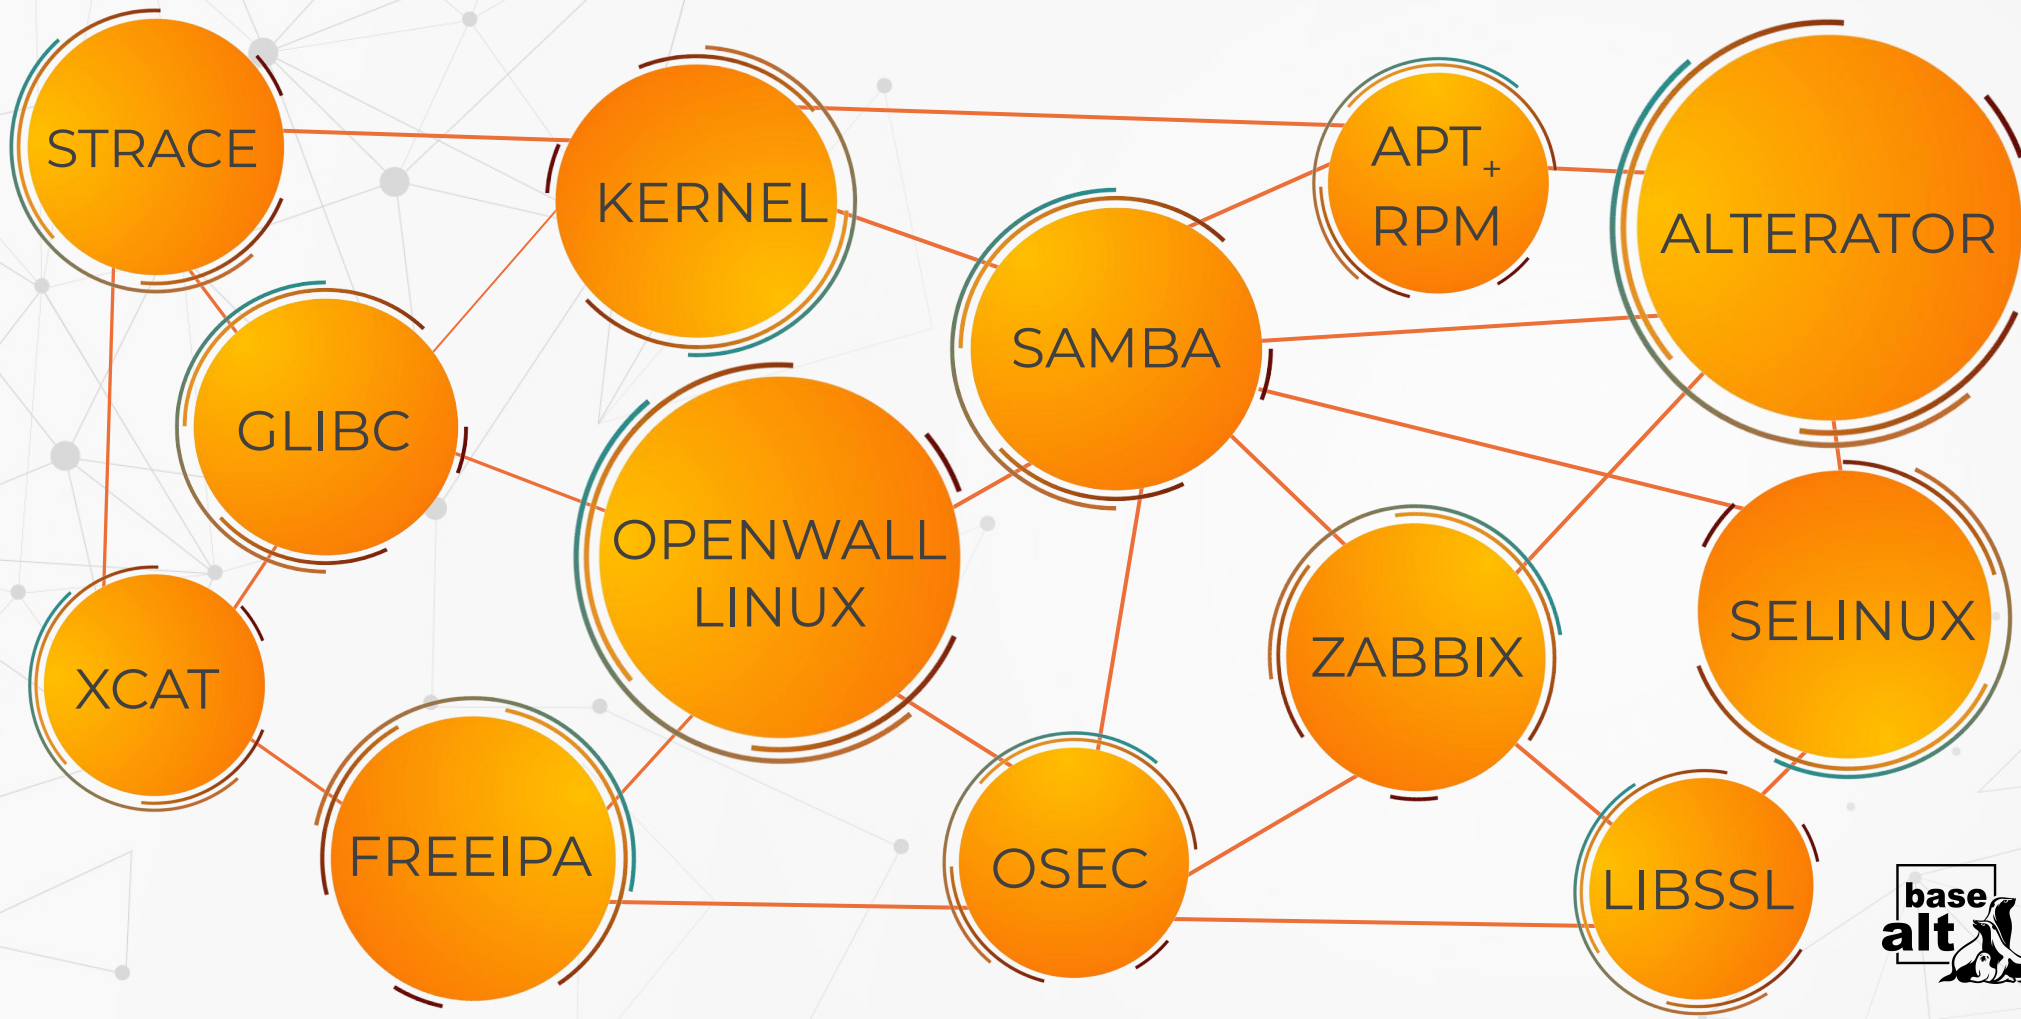 STRACE
KERNEL
APT+
RPM
ALTERATOR
SAMBA
GLIBC
OPENWALL
LINUX
SELINUX
ZABBIX
XCAT
FREEIPA
OSEC
LIBSSL
base
alt